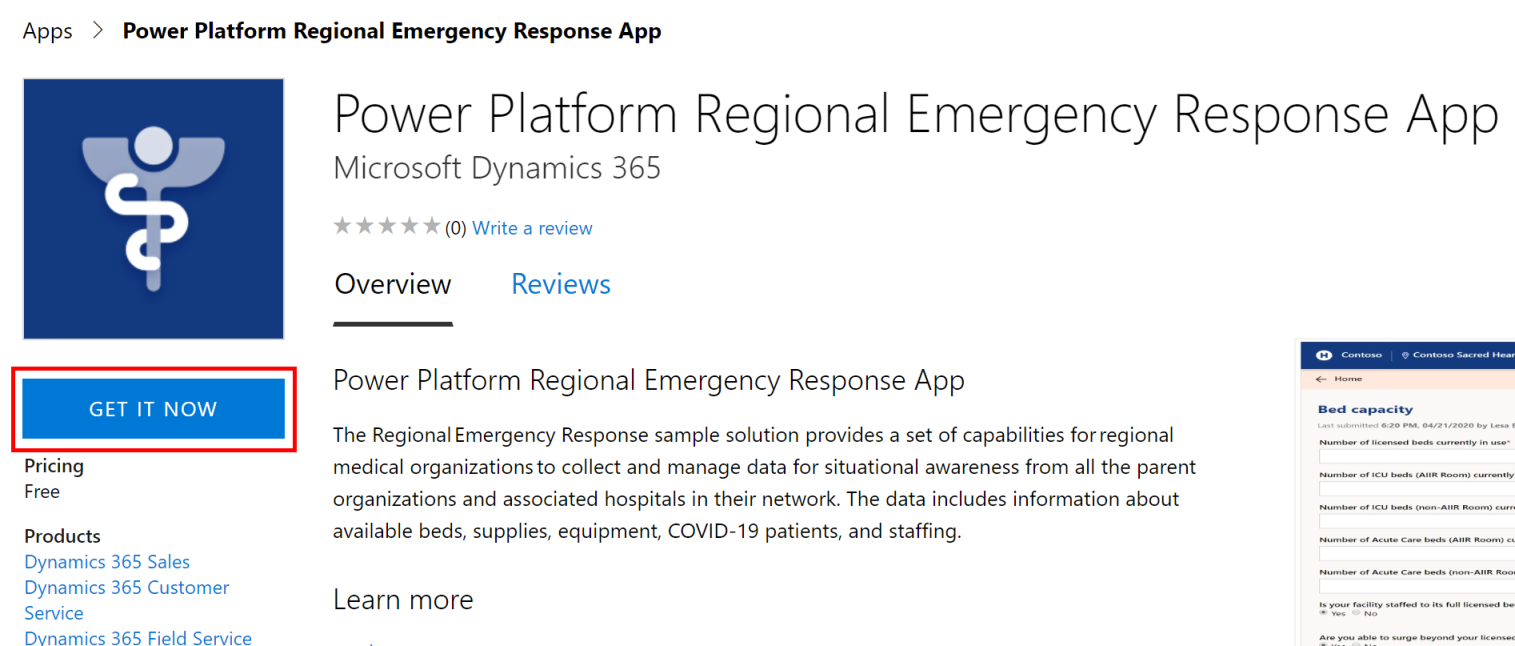 Apps > Power Platform Regional Emergency Response App
Power Platform Regional Emergency Response App
Microsoft Dynamics 365
(0) Write a review
Overview Reviews
GET IT NOW
Pricing
Free
Products
Dynamics 365 Sales
Dynamics 365 Customer
Service
Dynamics 365 Field Service
Power Platform Regional Emergency Response App
The Regional Emergency Response sample solution provides a set of capabilities for regional
medical organizations to collect and manage data for situational awareness from all the parent
organizations and associated hospitals in their network. The data includes information about
available beds, supplies, equipment, COVID-19 patients, and staffing.
Learn more
H Contoso | Contoso Sacred Hear
← Home
Bed capacity
Last submitted 6:20 PM, 04/21/2020 by Lesa
Number of licensed beds currently in use*
Number of ICU beds (AIIR Room) currently
Number of ICU beds (non-AIIR Room) curr
Number of Acute Care beds (AIIR Room) cu
Number of Acute Care beds (non-AIIR Roo
Is your facility staffed to its full licensed be
Yes No
Are you able to surge beyond your licensed